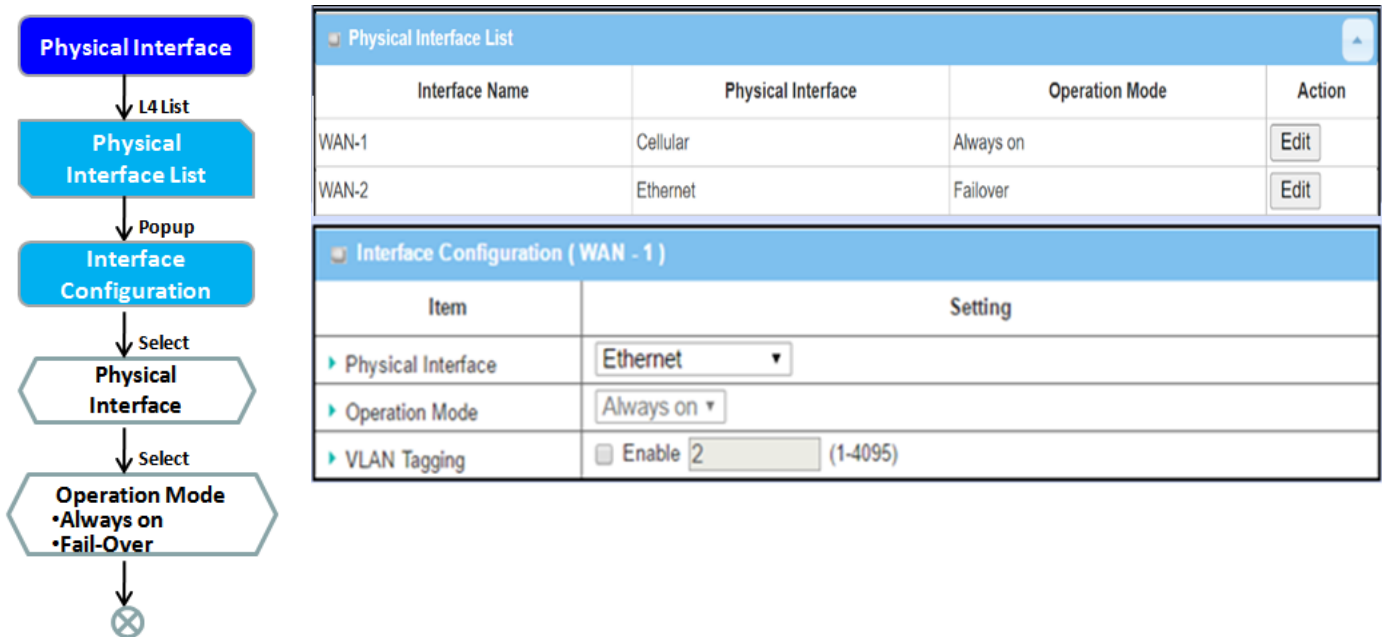 Physical Interface
L4 List
Physical
Interface List
Popup
Interface
Configuration
Select
Physical
Interface
Select
Operation Mode
•Always on
•Fail-Over
Physical Interface List
Interface Name Physical Interface Operation Mode Action
WAN-1 Cellular Always on Edit
WAN-2 Ethernet Failover Edit
Interface Configuration ( WAN - 1 )
Item Setting
Physical Interface Ethernet
Operation Mode Always on
VLAN Tagging Enable 2 (1-4095)